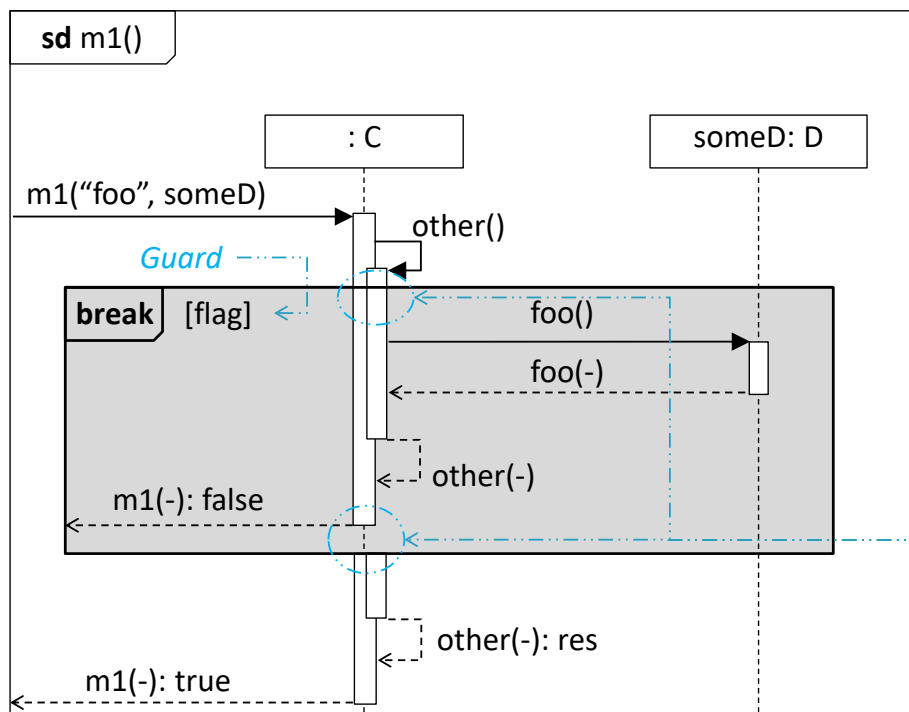 sd m1()
: C
someD: D
m1(“foo”, someD)
other()
Guard
break [flag]
foo()
foo(-)
other(-)
m1(-): false
other(-): res
m1(-): true